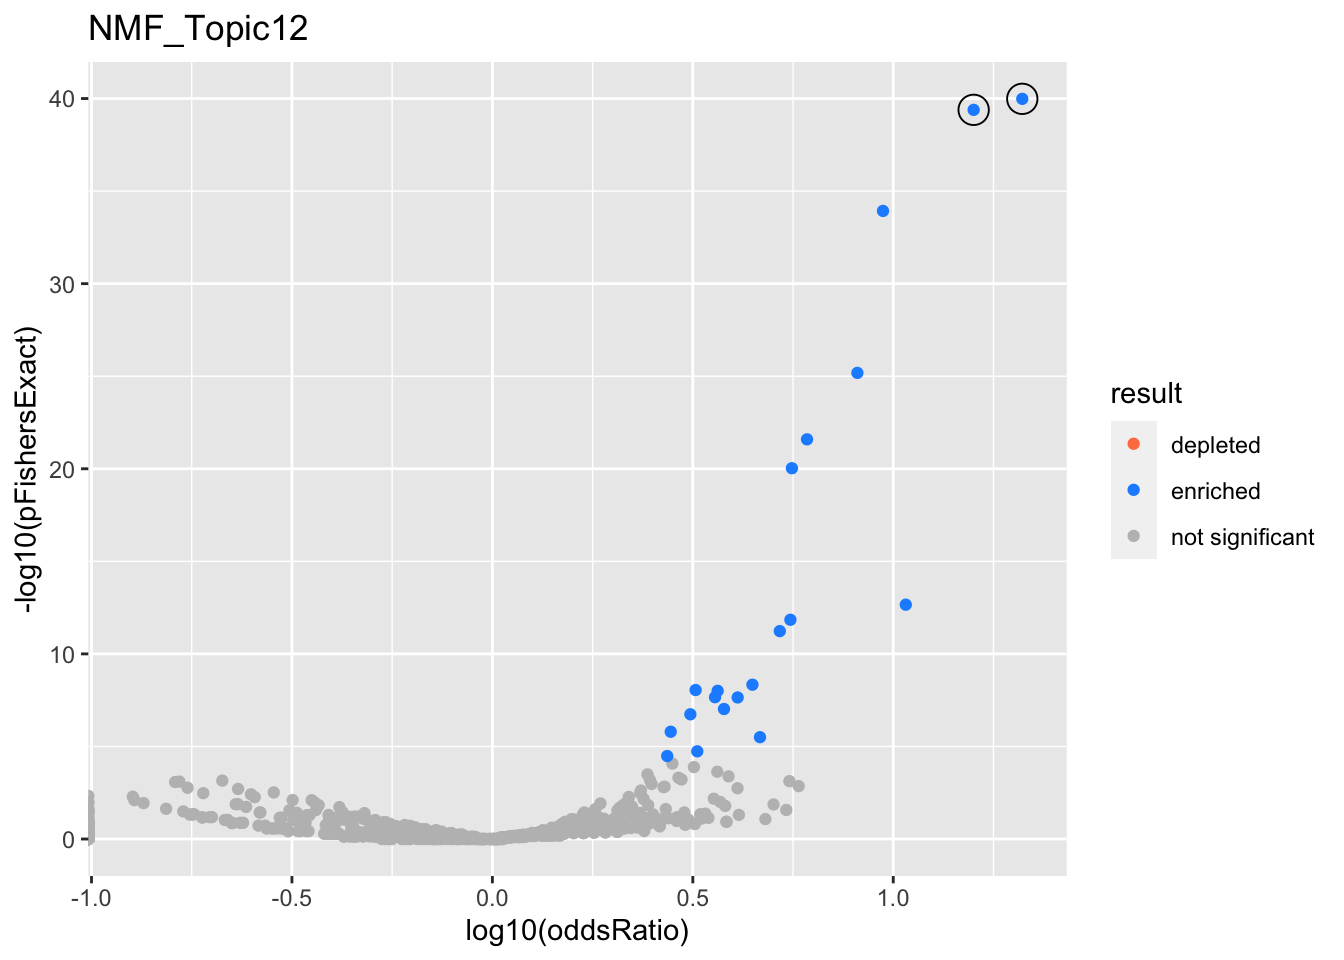 NMF_Topic12
-log10(pFishersExact)
40
30
20
10
0
-1.0
-0.5
0.0
0.5
1.0
log10(oddsRatio)
result
depleted
enriched
not significant